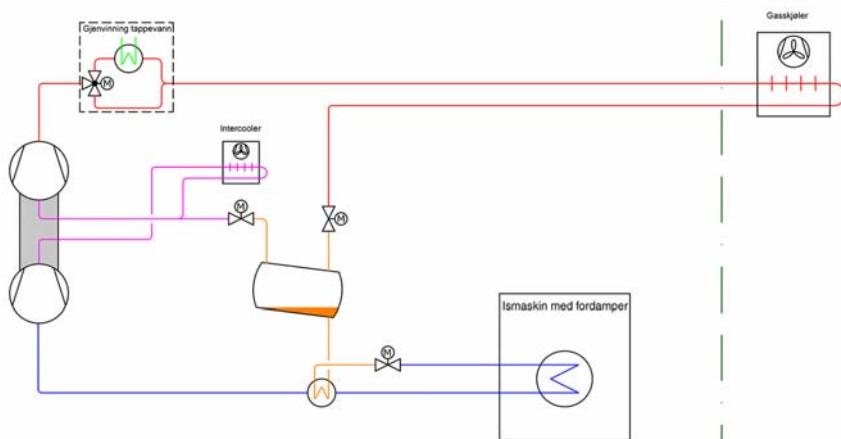 Gjenvinning tappevann
Gasskjøler
M
Intercooler
M
M
Ismaskin med fordamper
M